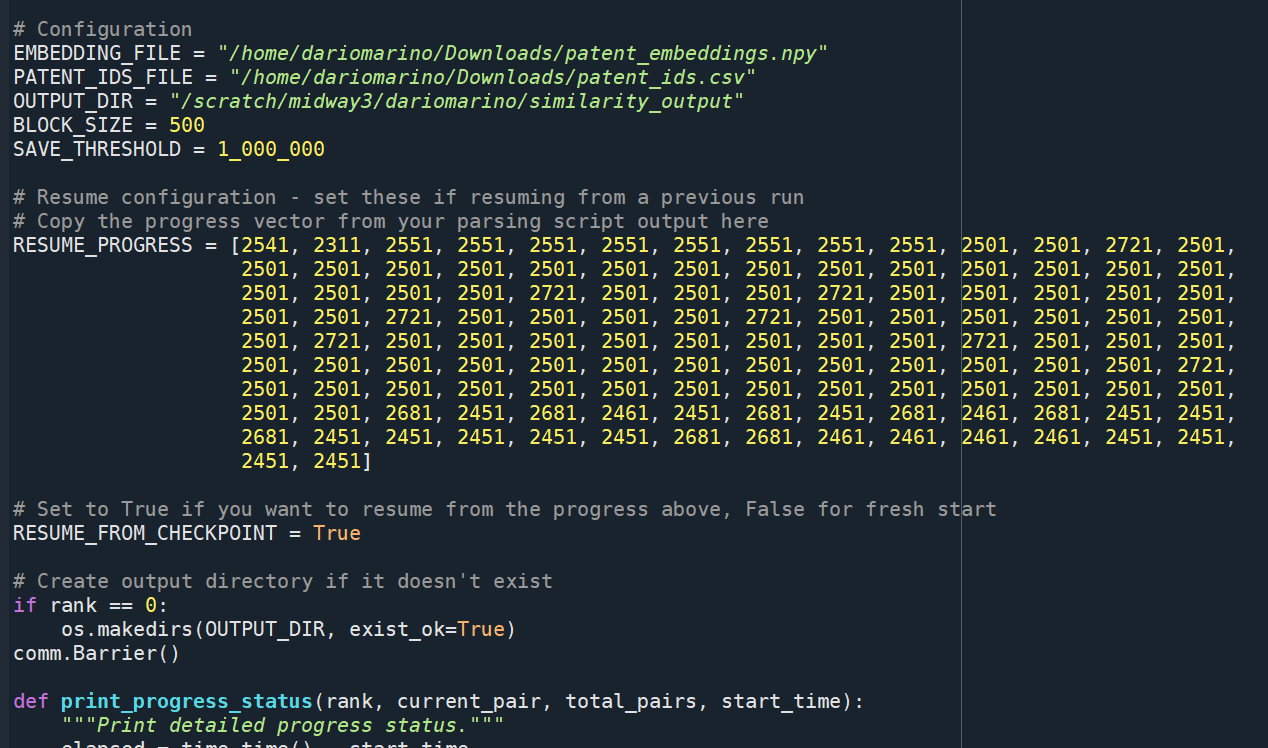 # Configuration
EMBEDDING_FILE = "/home/dariomarino/Downloads/patent_embeddings.npy"
PATENT_IDS_FILE = "/home/dariomarino/Downloads/patent_ids.csv"
OUTPUT_DIR = "/scratch/midway3/dariomarino/similarity_output"
BLOCK_SIZE = 500
SAVE_THRESHOLD = 1_000_000

# Resume configuration - set these if resuming from a previous run
# Copy the progress vector from your parsing script output here
RESUME_PROGRESS = [2541, 2311, 2551, 2551, 2551, 2551, 2551, 2551, 2551, 2551, 2501, 2501, 2721, 2501,
                   2501, 2501, 2501, 2501, 2501, 2501, 2501, 2501, 2501, 2501, 2501, 2501, 2501, 2501,
                   2501, 2501, 2501, 2501, 2721, 2501, 2501, 2501, 2721, 2501, 2501, 2501, 2501, 2501,
                   2501, 2501, 2721, 2501, 2501, 2501, 2501, 2721, 2501, 2501, 2501, 2501, 2501, 2501,
                   2501, 2721, 2501, 2501, 2501, 2501, 2501, 2501, 2501, 2501, 2721, 2501, 2501, 2501,
                   2501, 2501, 2501, 2501, 2501, 2501, 2501, 2501, 2501, 2501, 2501, 2501, 2501, 2721,
                   2501, 2501, 2501, 2501, 2501, 2501, 2501, 2501, 2501, 2501, 2501, 2501, 2501, 2501,
                   2501, 2501, 2681, 2451, 2681, 2461, 2451, 2681, 2451, 2681, 2461, 2681, 2451, 2451,
                   2681, 2451, 2451, 2451, 2451, 2451, 2681, 2681, 2461, 2461, 2461, 2461, 2451, 2451,
                   2451, 2451]

# Set to True if you want to resume from the progress above, False for fresh start
RESUME_FROM_CHECKPOINT = True

# Create output directory if it doesn't exist
if rank == 0:
    os.makedirs(OUTPUT_DIR, exist_ok=True)
comm.Barrier()

def print_progress_status(rank, current_pair, total_pairs, start_time):
    """Print detailed progress status."""
    elapsed = time.time() - start_time